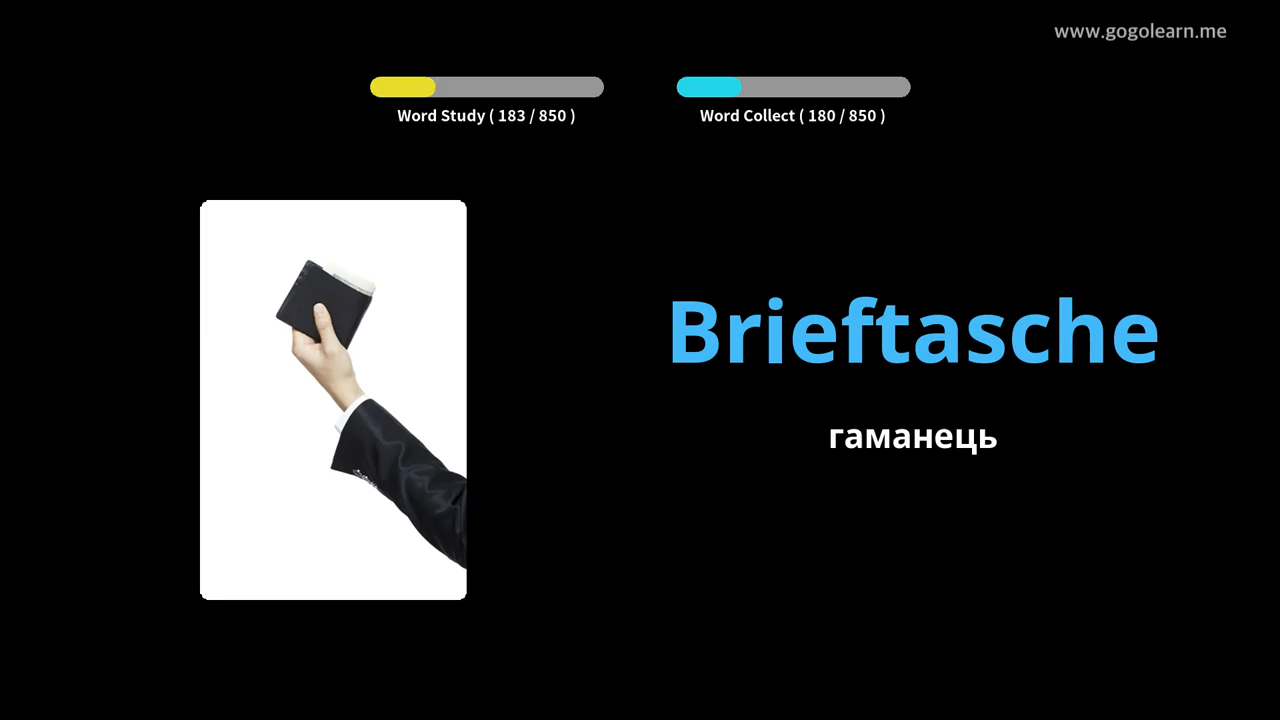 www.gogolearn.me
Word Study ( 183 / 850 )
Word Collect ( 180 / 850 )
Brieftasche
гаманець